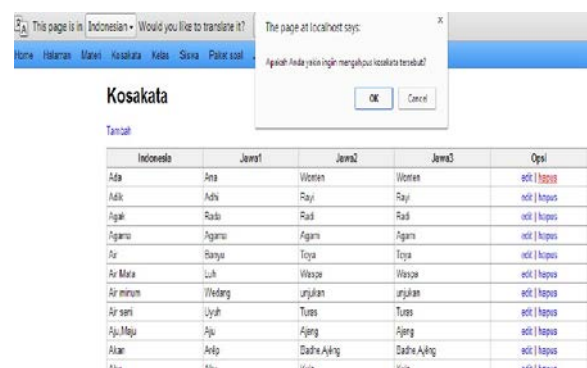 This page is in Indonesian Would you like to translate it?
The page at localhost says:
x
Home Halaman Materi Kosakata Kelas Siswa Paket soal
Apakah Anda yakin ingin mengahpus kosakata tersebut?
OK Cancel
Kosakata
Tambah
Indonesia Jawa1 Jawa2 Jawa3 Opsi
Ada Ana Wonten Wonten edit | hapus
Adik Adhi Rayi Rayi edit | hapus
Agak Rada Radi Radi edit | hapus
Agama Agama Agami Agami edit | hapus
Air Banyu Toya Toya edit | hapus
Air Mata Luh Waspa Waspa edit | hapus
Air minum Wedang unjukan unjukan edit | hapus
Air seni Uyuh Turas Turas edit | hapus
Aju,Maju Aju Ajeng Ajeng edit | hapus
Akan Arêp Badhe,Ajêng Badhe,Ajêng edit | hapus